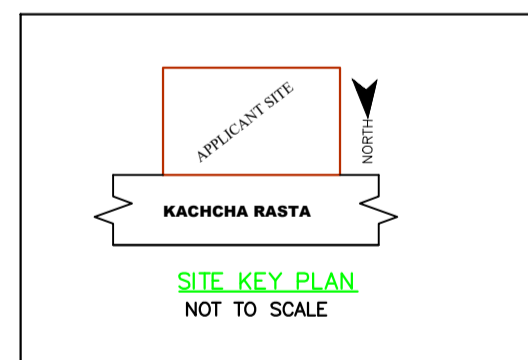 APPLICANT SITE
NORTH
KACHCHA RASTA
SITE KEY PLAN
NOT TO SCALE